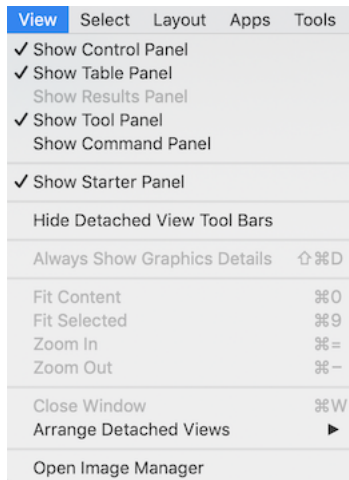 View Select Layout Apps Tools
✓ Show Control Panel
✓ Show Table Panel
Show Results Panel
✓ Show Tool Panel
Show Command Panel
✓ Show Starter Panel
Hide Detached View Tool Bars
Always Show Graphics Details ⇧⌘D
Fit Content ⌘0
Fit Selected ⌘9
Zoom In ⌘=
Zoom Out ⌘−
Close Window ⌘W
Arrange Detached Views ▶
Open Image Manager